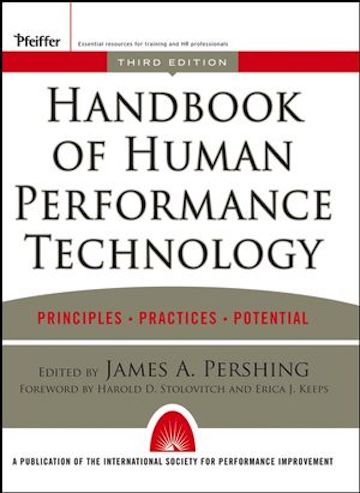 Pfeiffer
Essential resources for training and HR professionals
THIRD EDITION
HANDBOOK
OF HUMAN
PERFORMANCE
TECHNOLOGY
PRINCIPLES • PRACTICES • POTENTIAL
EDITED BY JAMES A. PERSHING
FOREWORD BY HAROLD D. STOLOVITCH AND ERICA J. KEEPS
A PUBLICATION OF THE INTERNATIONAL SOCIETY FOR PERFORMANCE IMPROVEMENT